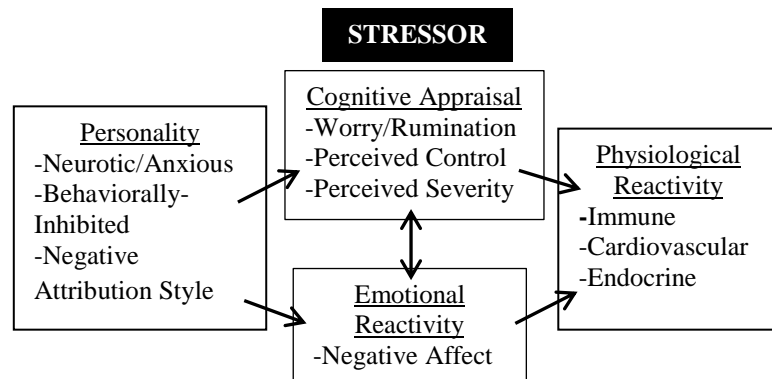 STRESSOR
Personality
-Neurotic/Anxious
-Behaviorally-
Inhibited
-Negative
Attribution Style
Cognitive Appraisal
-Worry/Rumination
-Perceived Control
-Perceived Severity
Emotional
Reactivity
-Negative Affect
Physiological
Reactivity
-Immune
-Cardiovascular
-Endocrine